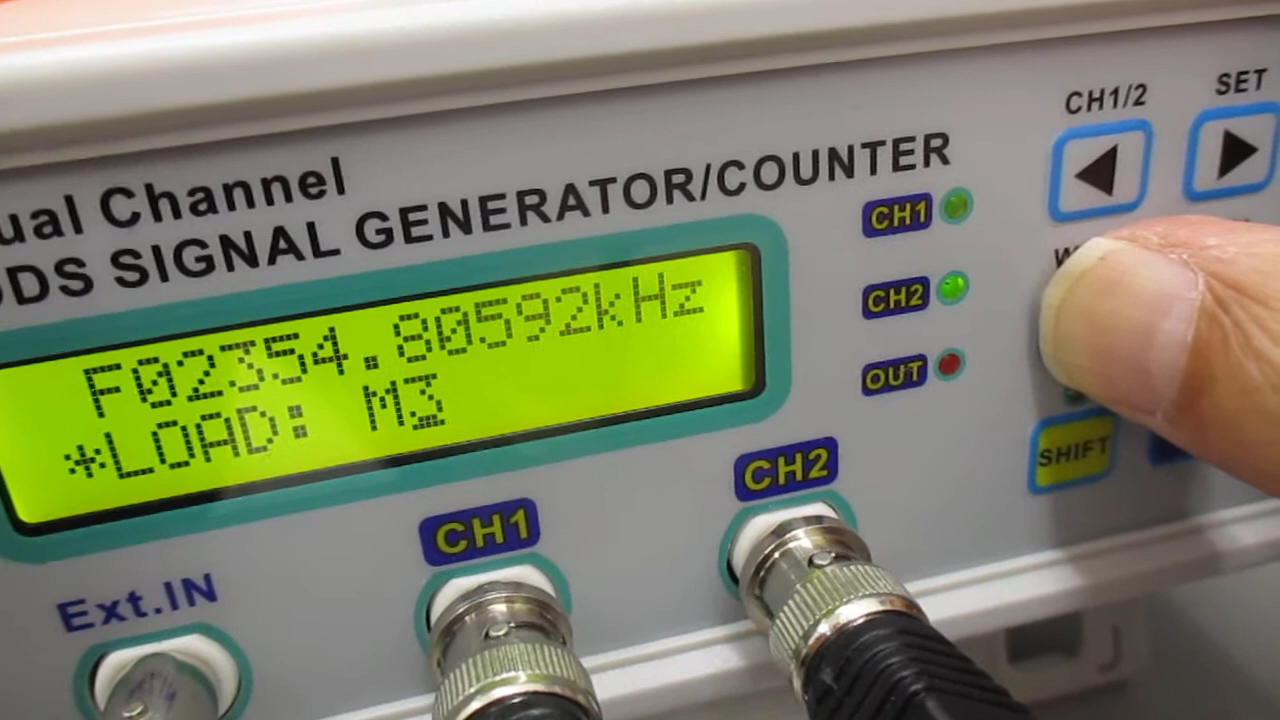 ual Channel
DDS SIGNAL GENERATOR/COUNTER
F02354.80592kHz
*LOAD: M3
CH1
CH2
OUT
CH1/2
SET
SHIFT
Ext.IN
CH1
CH2